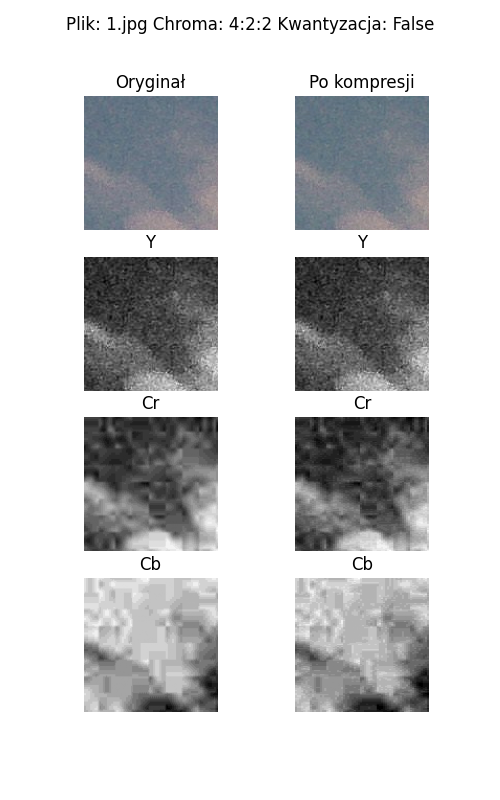 Plik: 1.jpg Chroma: 4:2:2 Kwantyzacja: False
Oryginał
Po kompresji
Y
Y
Cr
Cr
Cb
Cb